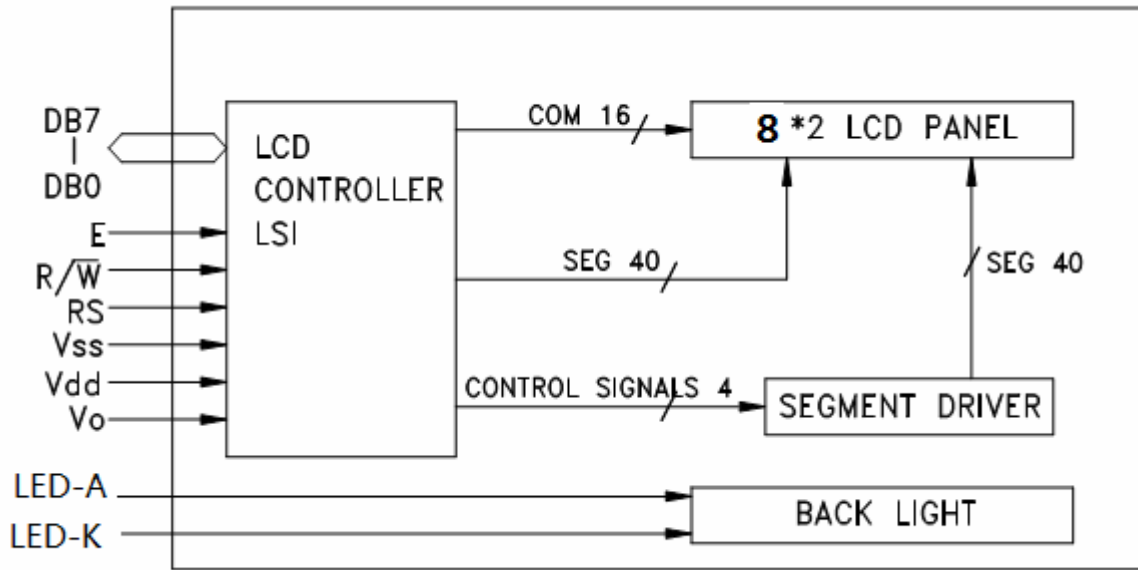 DB7
DB0
E
R/W̅
RS
Vss
Vdd
Vo
LED-A
LED-K
LCD
CONTROLLER
LSI
COM 16
8 *2 LCD PANEL
SEG 40
SEG 40
CONTROL SIGNALS 4
SEGMENT DRIVER
BACK LIGHT